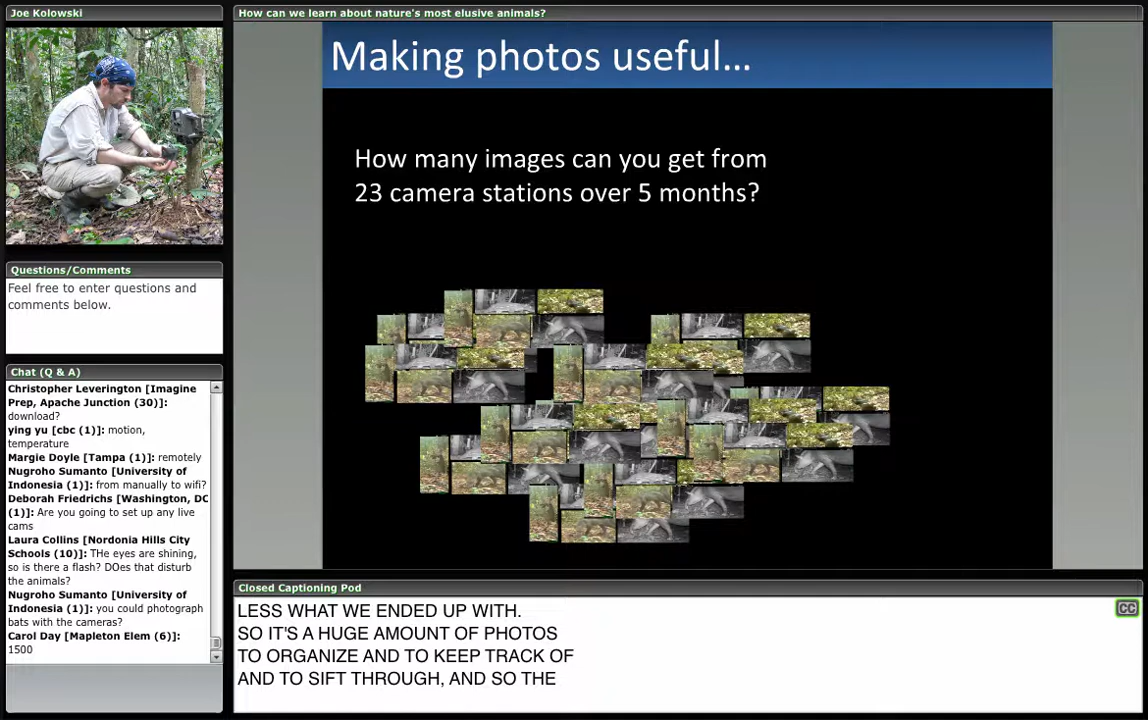 Joe Kolowski
How can we learn about nature's most elusive animals?
Making photos useful...
How many images can you get from
23 camera stations over 5 months?
Questions/Comments
Feel free to enter questions and
comments below.
Chat (Q & A)
Christopher Leverington [Imagine
Prep, Apache Junction (30)]:
download?
ying yu [cbc (1)]: motion,
temperature
Margie Doyle [Tampa (1)]: remotely
Nugroho Sumanto [University of
Indonesia (1)]: from manually to wifi?
Deborah Friedrichs [Washington, DC
(1)]: Are you going to set up any live
cams
Laura Collins [Nordonia Hills City
Schools (10)]: THe eyes are shining,
so is there a flash? DOes that disturb
the animals?
Nugroho Sumanto [University of
Indonesia (1)]: you could photograph
bats with the cameras?
Carol Day [Mapleton Elem (6)]:
1500
Closed Captioning Pod
CC
LESS WHAT WE ENDED UP WITH.
SO IT'S A HUGE AMOUNT OF PHOTOS
TO ORGANIZE AND TO KEEP TRACK OF
AND TO SIFT THROUGH, AND SO THE